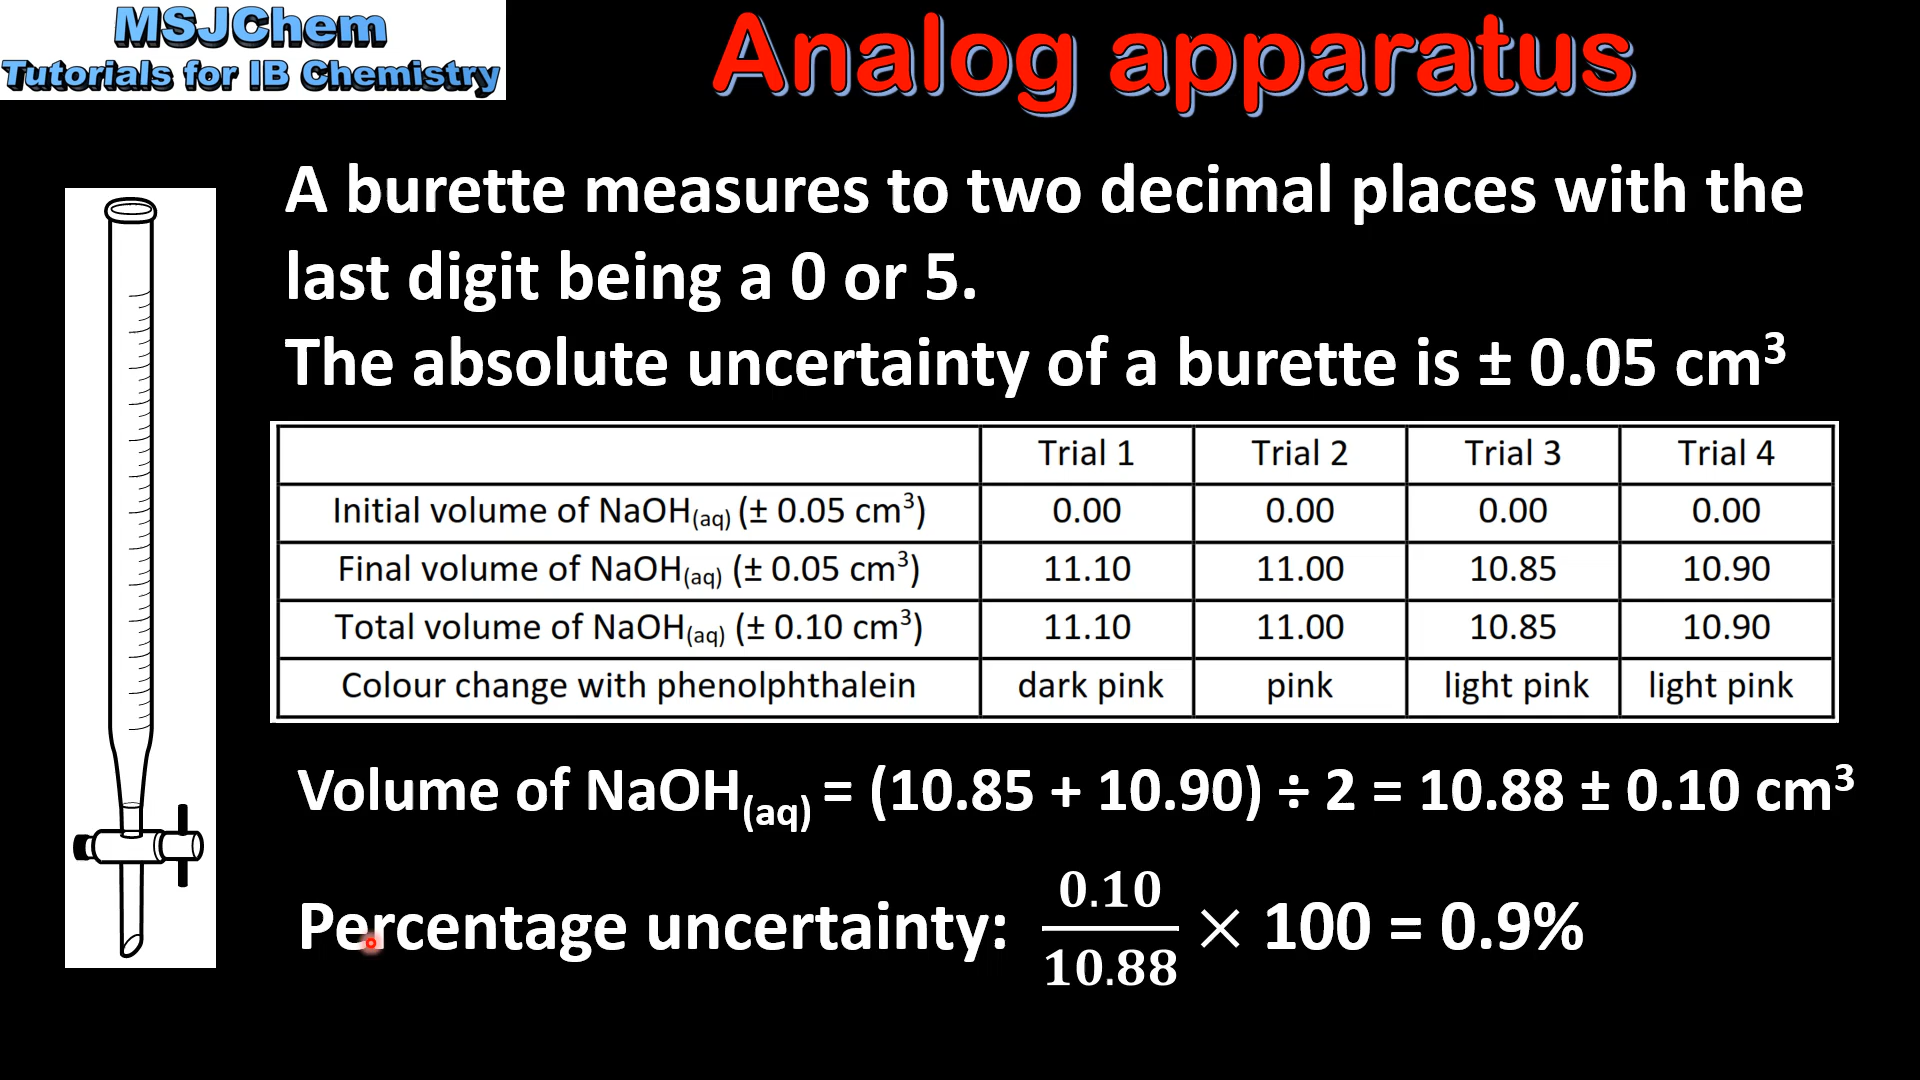 MSJChem
Tutorials for IB Chemistry
Analog apparatus
A burette measures to two decimal places with the
last digit being a 0 or 5.
The absolute uncertainty of a burette is ± 0.05 cm³
Trial 1 Trial 2 Trial 3 Trial 4
Initial volume of NaOH(aq) (± 0.05 cm³) 0.00 0.00 0.00 0.00
Final volume of NaOH(aq) (± 0.05 cm³) 11.10 11.00 10.85 10.90
Total volume of NaOH(aq) (± 0.10 cm³) 11.10 11.00 10.85 10.90
Colour change with phenolphthalein dark pink pink light pink light pink
Volume of NaOH(aq) = (10.85 + 10.90) ÷ 2 = 10.88 ± 0.10 cm³
Percentage uncertainty: 0.10/10.88 × 100 = 0.9%